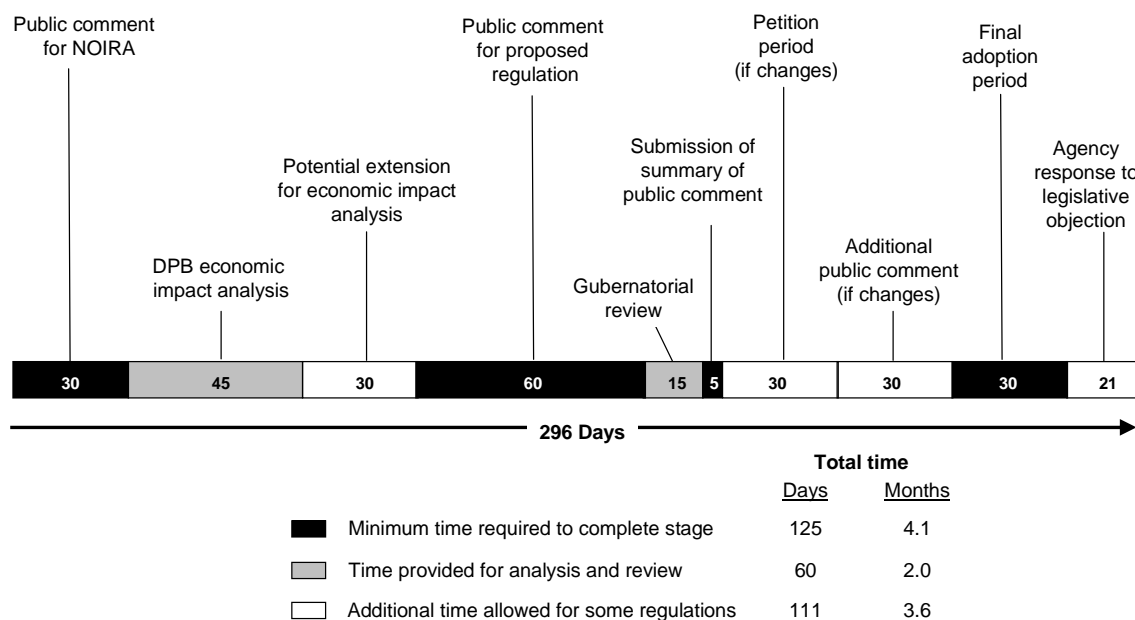 Public comment
for NOIRA
Public comment
for proposed
regulation
Petition
period
(if changes)
Final
adoption
period
Potential extension
for economic impact
analysis
Submission of
summary of
public comment
Agency
response to
legislative
objection
DPB economic
impact analysis
Gubernatorial
review
Additional
public comment
(if changes)
30 45 30 60 15 5 30 30 30 21
296 Days
Total time
Days Months
Minimum time required to complete stage 125 4.1
Time provided for analysis and review 60 2.0
Additional time allowed for some regulations 111 3.6